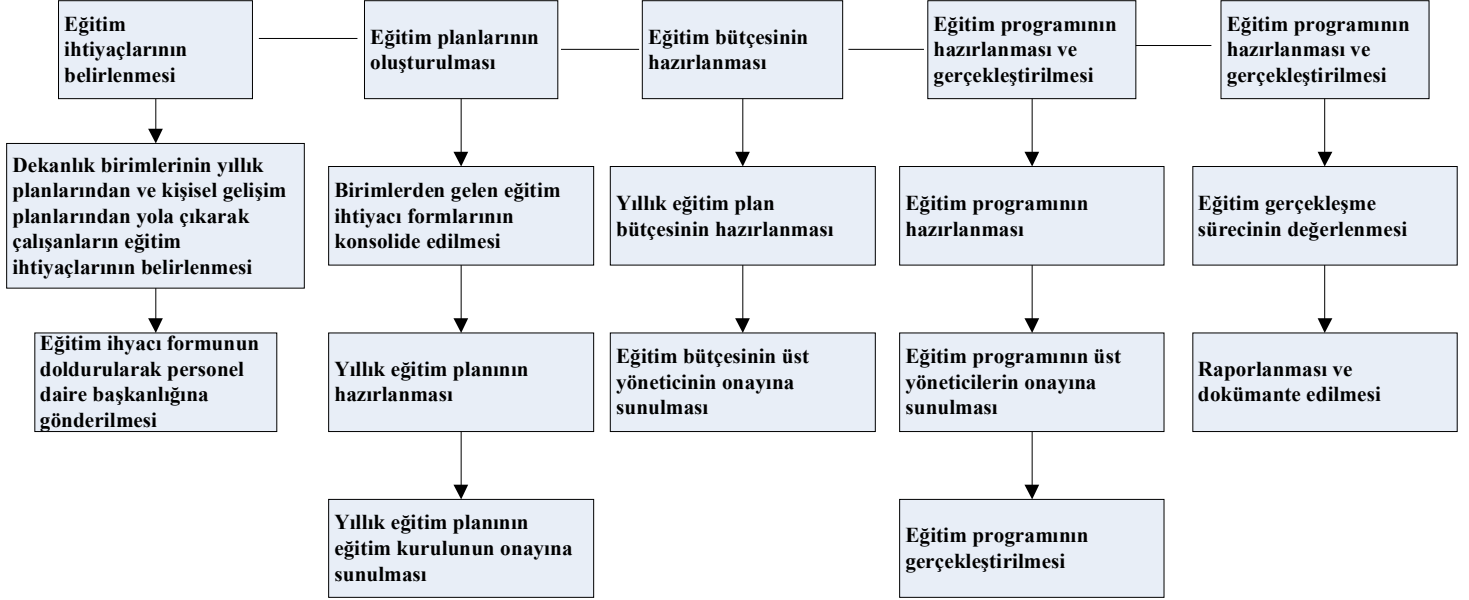 Eğitim
ihtiyaçlarının
belirlenmesi
Eğitim planlarının
oluşturulması
Eğitim bütçesinin
hazırlanması
Eğitim programının
hazırlanması ve
gerçekleştirilmesi
Eğitim programının
hazırlanması ve
gerçekleştirilmesi
Dekanlık birimlerinin yıllık
planlarından ve kişisel gelişim
planlarından yola çıkarak
çalışanların eğitim
ihtiyaçlarının belirlenmesi
Birimlerden gelen eğitim
ihtiyacı formlarının
konsolide edilmesi
Yıllık eğitim plan
bütçesinin hazırlanması
Eğitim programının
hazırlanması
Eğitim gerçekleşme
sürecinin değerlenmesi
Eğitim ihyacı formunun
doldurularak personel
daire başkanlığına
gönderilmesi
Yıllık eğitim planının
hazırlanması
Eğitim bütçesinin üst
yöneticinin onayına
sunulması
Eğitim programının üst
yöneticilerin onayına
sunulması
Raporlanması ve
dokümante edilmesi
Yıllık eğitim planının
eğitim kurulunun onayına
sunulması
Eğitim programının
gerçekleştirilmesi